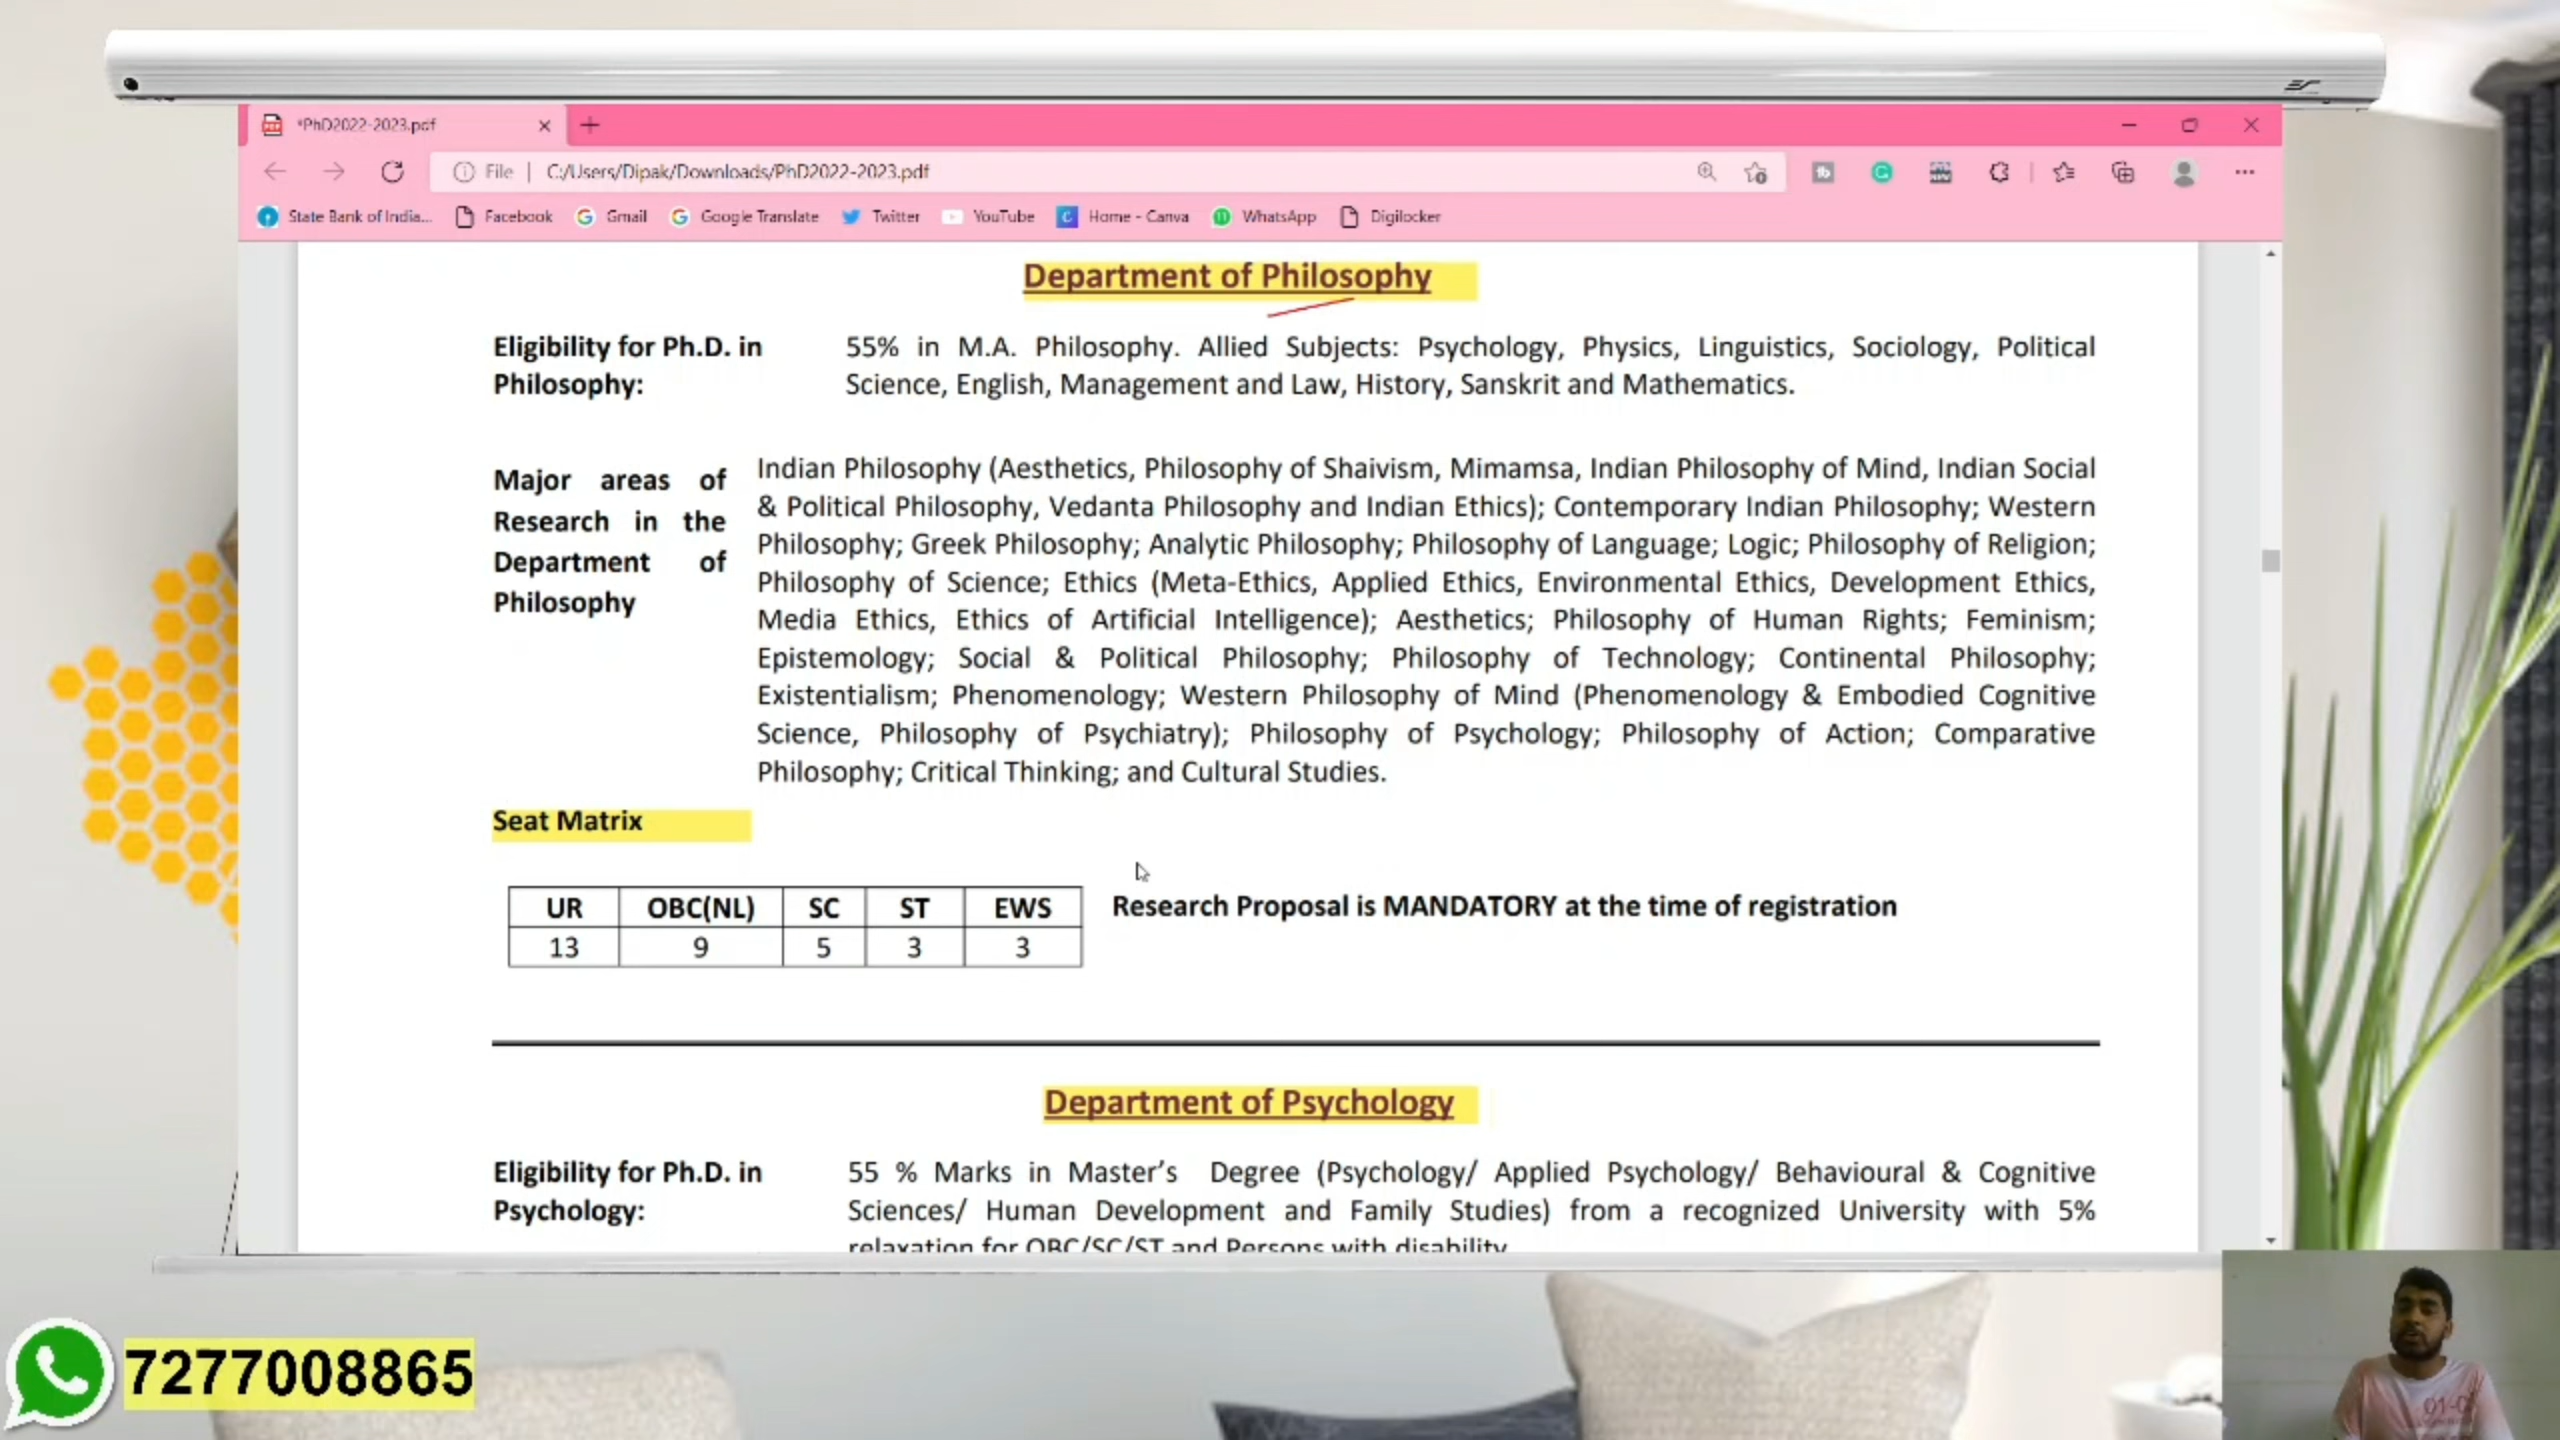 *PhD2022-2023.pdf
File | C:/Users/Dipak/Downloads/PhD2022-2023.pdf
State Bank of India... Facebook Gmail Google Translate Twitter YouTube Home - Canva WhatsApp Digilocker
Department of Philosophy
Eligibility for Ph.D. in 55% in M.A. Philosophy. Allied Subjects: Psychology, Physics, Linguistics, Sociology, Political
Philosophy: Science, English, Management and Law, History, Sanskrit and Mathematics.
Major areas of
Research in the
Department of
Philosophy
Indian Philosophy (Aesthetics, Philosophy of Shaivism, Mimamsa, Indian Philosophy of Mind, Indian Social
& Political Philosophy, Vedanta Philosophy and Indian Ethics); Contemporary Indian Philosophy; Western
Philosophy; Greek Philosophy; Analytic Philosophy; Philosophy of Language; Logic; Philosophy of Religion;
Philosophy of Science; Ethics (Meta-Ethics, Applied Ethics, Environmental Ethics, Development Ethics,
Media Ethics, Ethics of Artificial Intelligence); Aesthetics; Philosophy of Human Rights; Feminism;
Epistemology; Social & Political Philosophy; Philosophy of Technology; Continental Philosophy;
Existentialism; Phenomenology; Western Philosophy of Mind (Phenomenology & Embodied Cognitive
Science, Philosophy of Psychiatry); Philosophy of Psychology; Philosophy of Action; Comparative
Philosophy; Critical Thinking; and Cultural Studies.
Seat Matrix
UR OBC(NL) SC ST EWS
13 9 5 3 3
Research Proposal is MANDATORY at the time of registration
Department of Psychology
Eligibility for Ph.D. in 55 % Marks in Master's Degree (Psychology/ Applied Psychology/ Behavioural & Cognitive
Psychology: Sciences/ Human Development and Family Studies) from a recognized University with 5%
relaxation for OBC/SC/ST and Persons with disability
7277008865